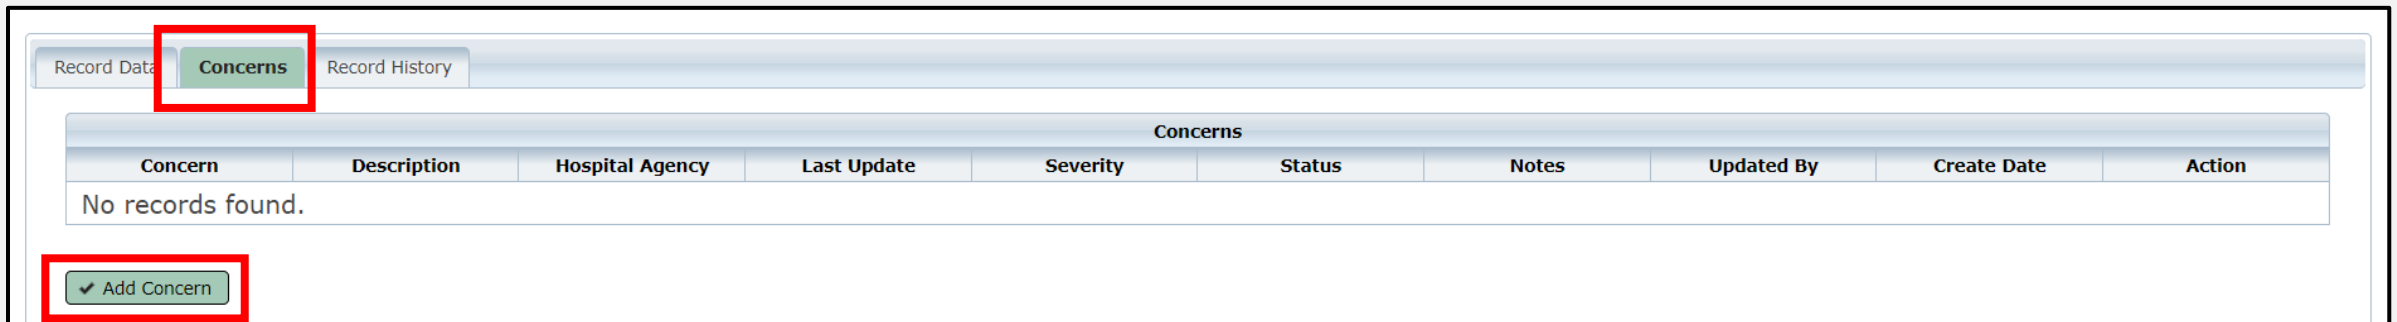 Record Data Concerns Record History
Concerns
Concern Description Hospital Agency Last Update Severity Status Notes Updated By Create Date Action
No records found.
Add Concern